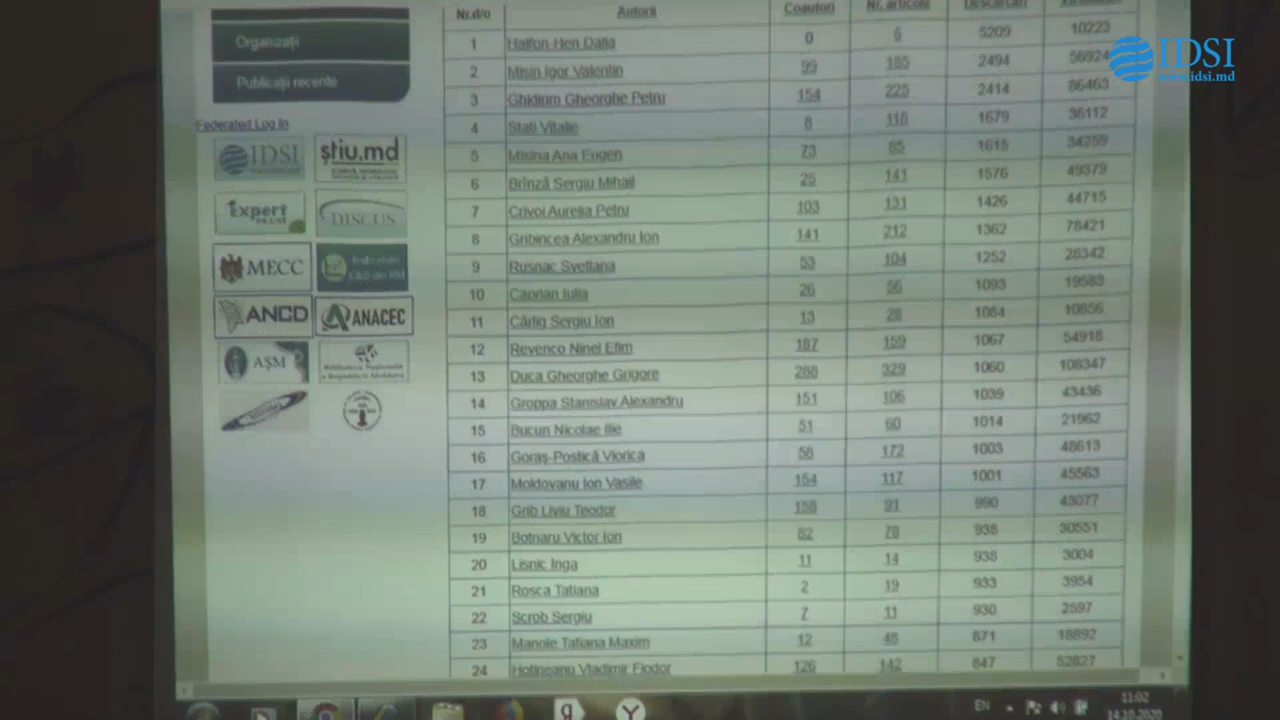 Nr.d/o Autorii Coautori Nr. articole Descărcări
IDSI
www.idsi.md
Organizații
Publicații recente
Federated Log In
IDSI
știu.md
Expert
DISCUS
MECC
ANCD
ANACEC
AȘM
Biblioteca Națională
a Republicii Moldova
1 Halfon-Hen Dalia 0 6 5209 10223
2 Mișin Igor Valentin 99 185 2494 56924
3 Ghidirim Gheorghe Petru 154 225 2414 86463
4 Stati Vitalie 8 116 1679 36112
5 Mișina Ana Eugen 73 85 1615 34259
6 Brînză Sergiu Mihail 25 141 1576 49379
7 Crivoi Aurelia Petru 103 131 1426 44715
8 Gribincea Alexandru Ion 141 212 1362 78421
9 Rusnac Svetlana 53 104 1252 28342
10 Caprian Iulia 26 56 1093 19583
11 Cârlig Sergiu Ion 13 28 1084 10856
12 Revenco Ninel Efim 187 159 1067 54918
13 Duca Gheorghe Grigore 288 329 1060 108347
14 Groppa Stanislav Alexandru 151 106 1039 43436
15 Bucun Nicolae Ilie 51 60 1014 21962
16 Goraș-Postică Viorica 56 172 1003 48613
17 Moldovanu Ion Vasile 154 117 1001 45563
18 Grib Liviu Teodor 158 91 990 43077
19 Botnaru Victor Ion 82 78 938 30551
20 Lisnic Inga 11 14 938 3004
21 Rosca Tatiana 2 19 933 3954
22 Scrob Sergiu 7 11 930 2597
23 Manole Tatiana Maxim 12 48 871 18892
24 Hotineanu Vladimir Fiodor 126 142 847 52827
EN
11:02
14.10.2020